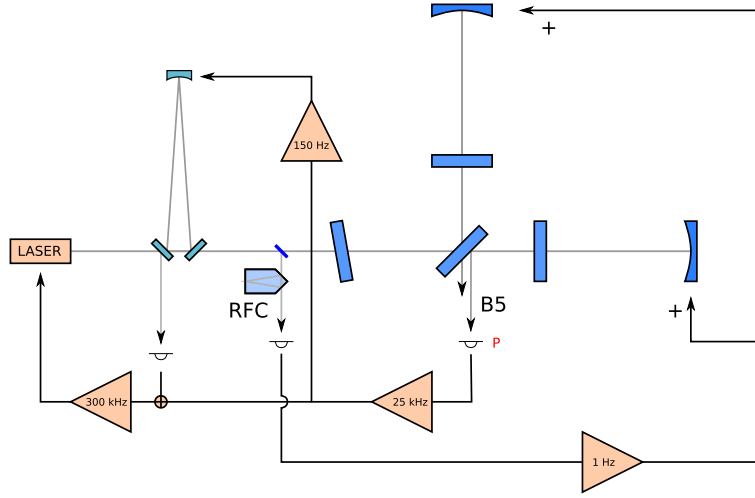 +
150 Hz
LASER
RFC
B5
+
P
300 kHz
25 kHz
1 Hz